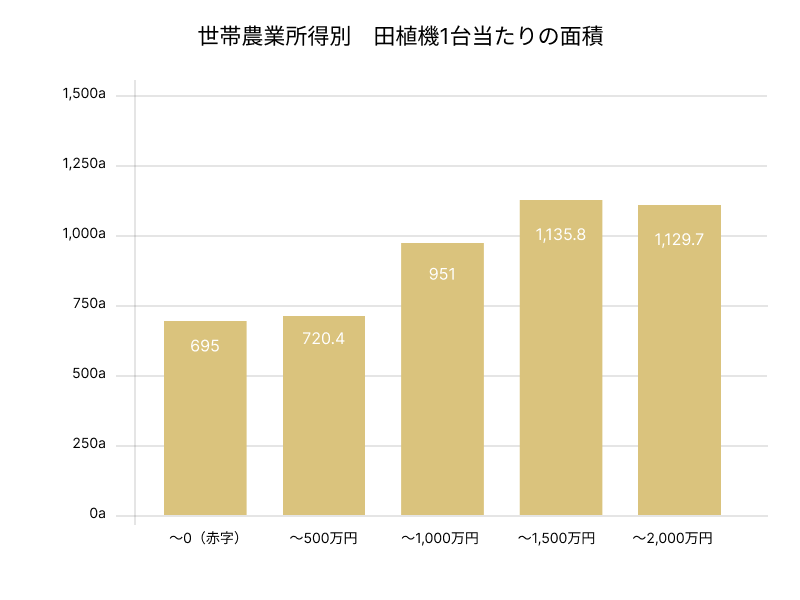 世帯農業所得別　田植機1台当たりの面積
1,500a
1,250a
1,000a
750a
500a
250a
0a
695
720.4
951
1,135.8
1,129.7
〜0（赤字）
〜500万円
〜1,000万円
〜1,500万円
〜2,000万円